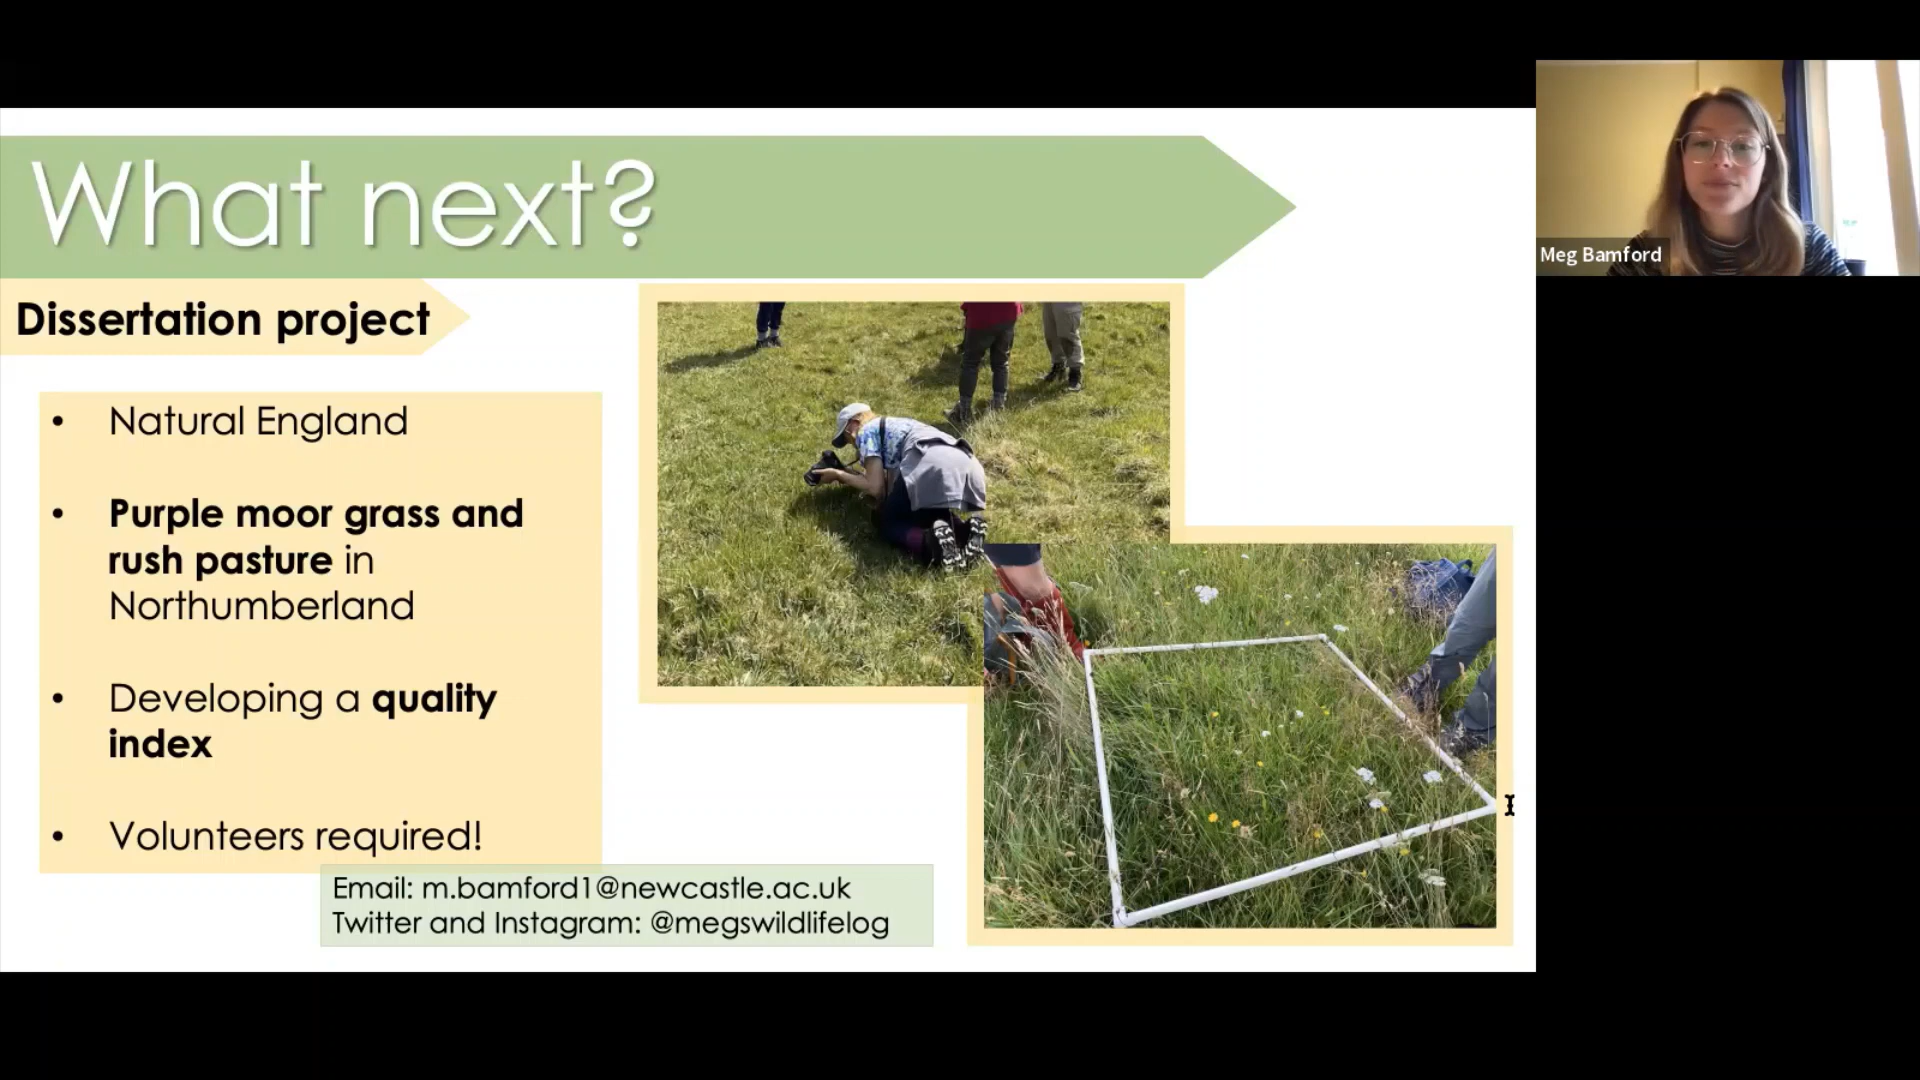 What next?
Dissertation project
• Natural England
• Purple moor grass and
rush pasture in
Northumberland
• Developing a quality
index
• Volunteers required!
Email: m.bamford1@newcastle.ac.uk
Twitter and Instagram: @megswildlifelog
Meg Bamford